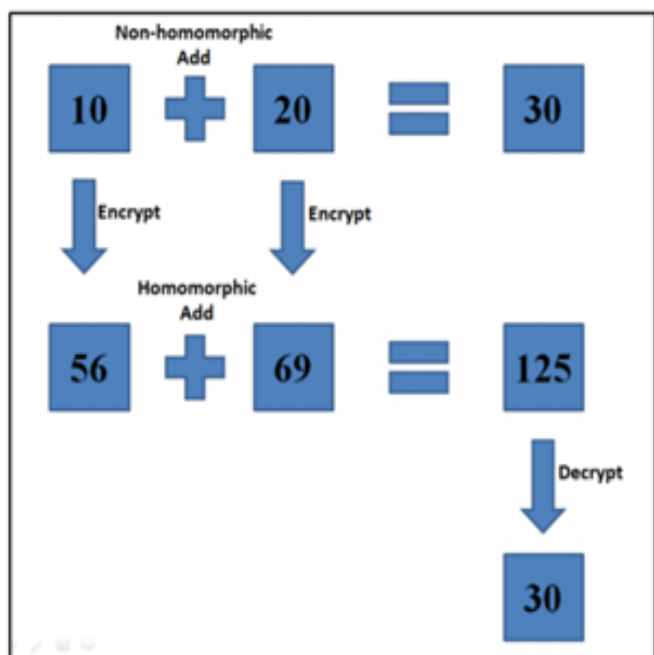 Non-homomorphic
Add
10 20 30
Encrypt Encrypt
Homomorphic
Add
56 69 125
Decrypt
30